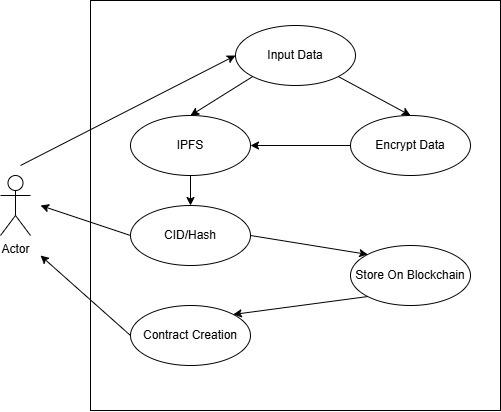 Input Data
IPFS
Encrypt Data
Actor
CID/Hash
Store On Blockchain
Contract Creation